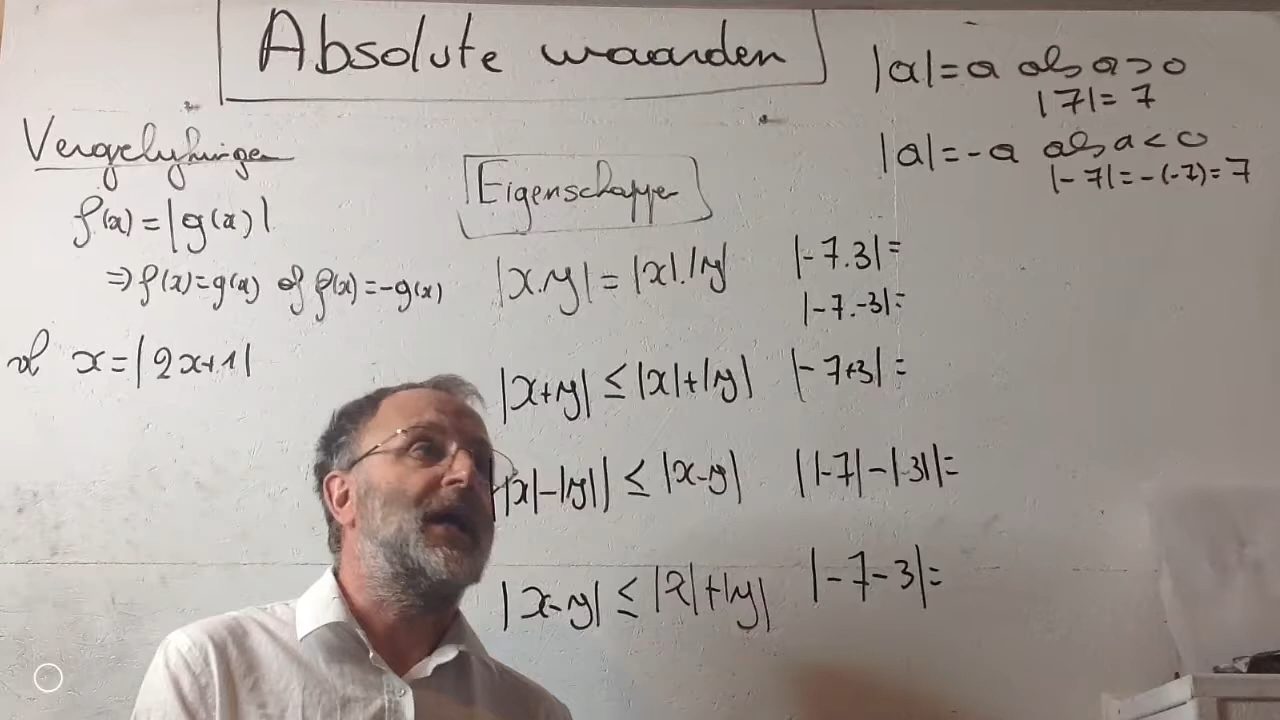 Absolute waarden
|a|=a als a>0
|7|=7
|a|=-a als a<0
|-7|=-(-7)=7
Vergelijkingen
f(x)=|g(x)|
⇒f(x)=g(x) of f(x)=-g(x)
x=|2x+1|
Eigenschappe
|x.y|=|x|.|y|
|-7.3|=
|-7.-3|=
|x+y|≤|x|+|y|
|-7+3|=
||x|-|y||≤|x-y|
||-7|-|-3||=
|x-y|≤|x|+|y|
|-7-3|=